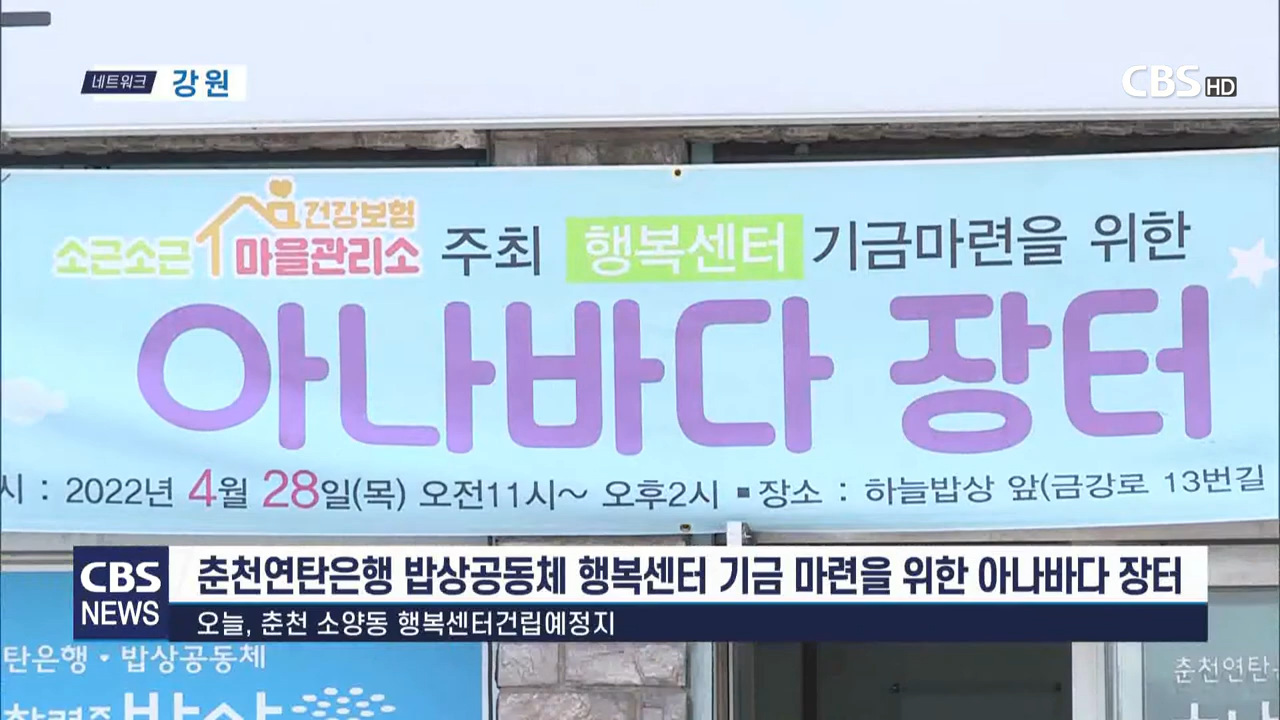 네트워크 강원
CBS HD
소근소근 건강보험 마을관리소 주최 행복센터 기금마련을 위한
아나바다 장터
시 : 2022년 4월 28일(목) 오전11시~ 오후2시 ■ 장소 : 하늘밥상 앞(금강로 13번길
CBS NEWS
춘천연탄은행 밥상공동체 행복센터 기금 마련을 위한 아나바다 장터
오늘, 춘천 소양동 행복센터건립예정지
탄은행·밥상공동체
춘천연탄